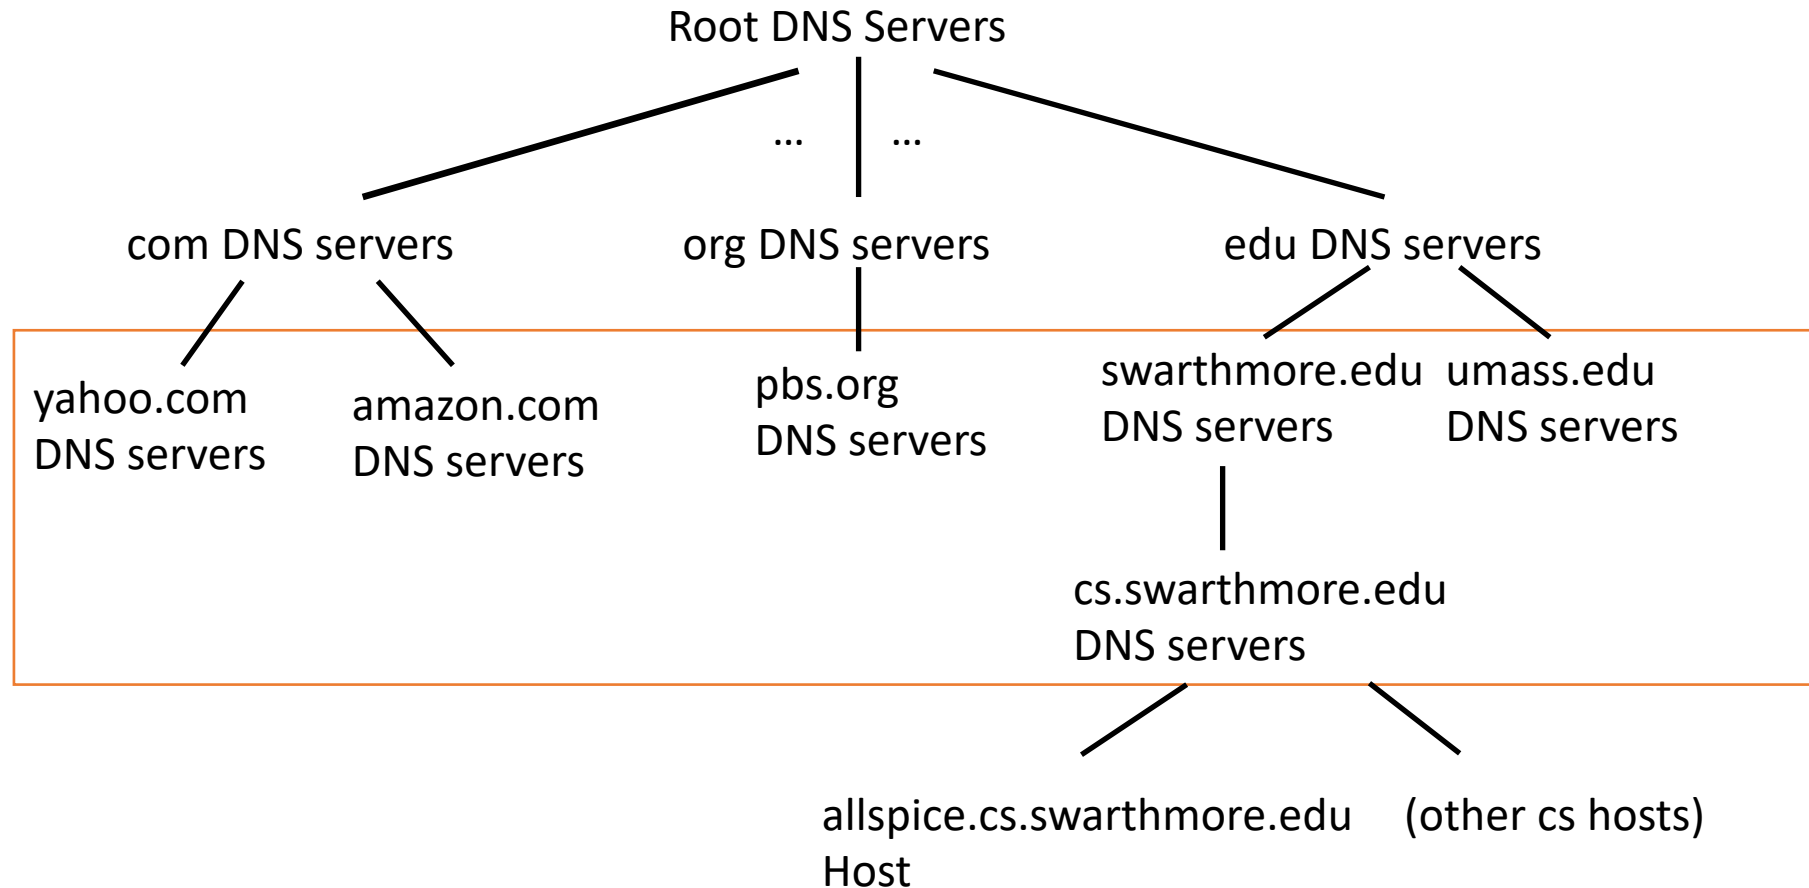 Root DNS Servers
... ...
com DNS servers
org DNS servers
edu DNS servers
yahoo.com
DNS servers
amazon.com
DNS servers
pbs.org
DNS servers
swarthmore.edu
DNS servers
umass.edu
DNS servers
cs.swarthmore.edu
DNS servers
allspice.cs.swarthmore.edu
Host
(other cs hosts)